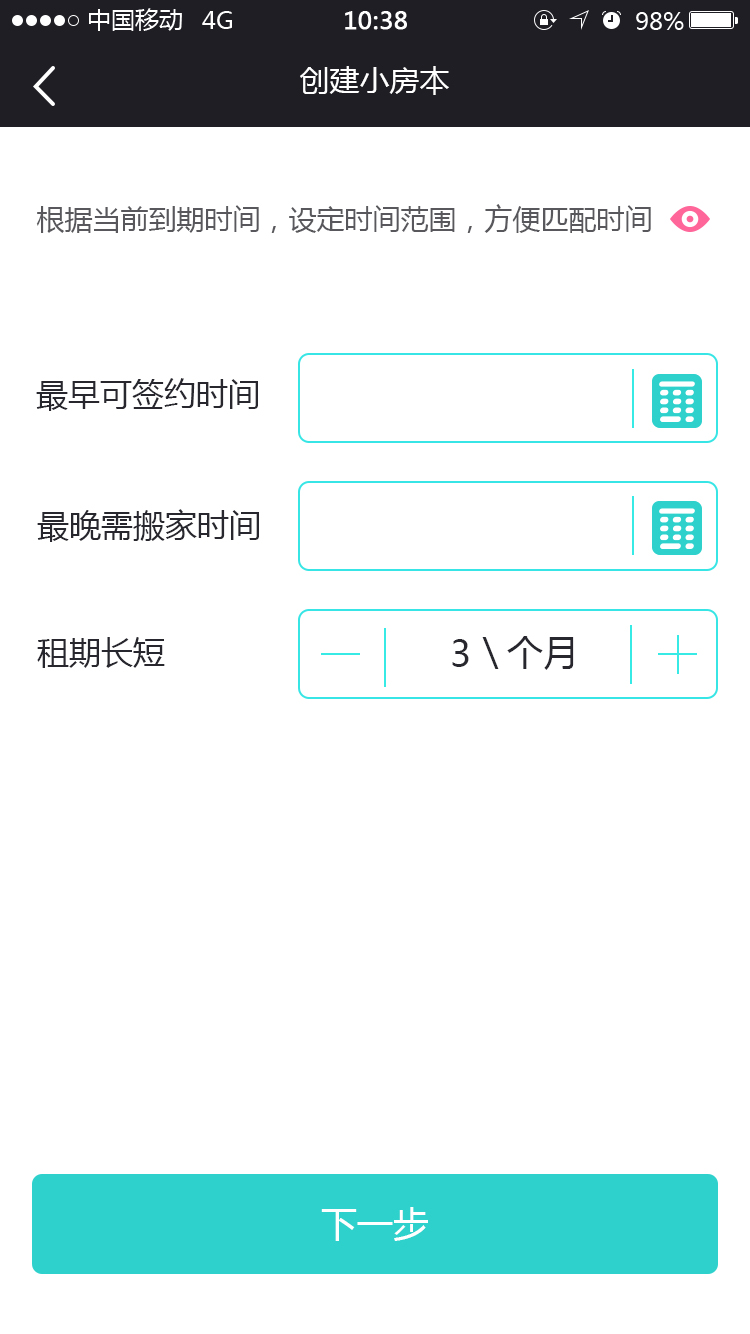 中国移动 4G 10:38 98%
创建小房本
根据当前到期时间，设定时间范围，方便匹配时间
最早可签约时间
最晚需搬家时间
租期长短 3 \ 个月
下一步